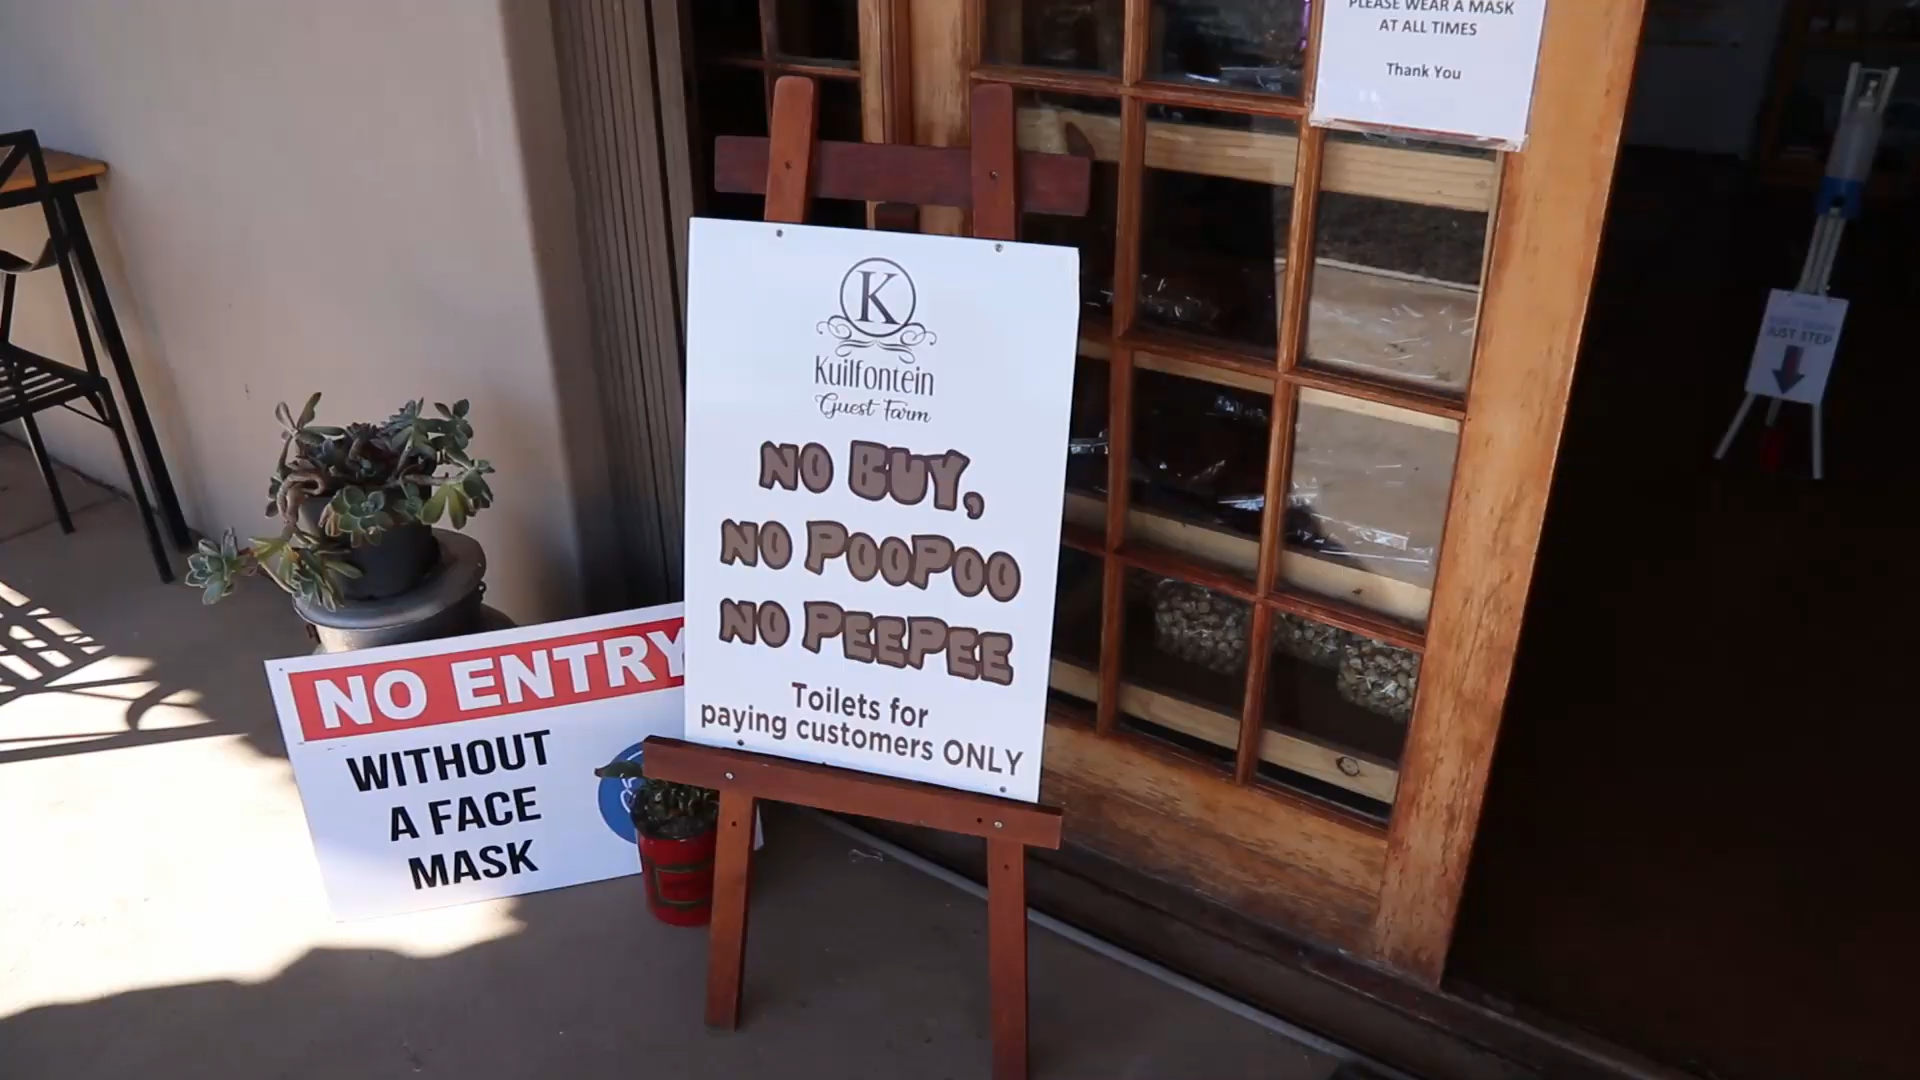 PLEASE WEAR A MASK
AT ALL TIMES
Thank You
K
Kuilfontein
Guest Farm
NO BUY,
NO POOPOO
NO PEEPEE
Toilets for
paying customers ONLY
NO ENTRY
WITHOUT
A FACE
MASK
JUST STEP